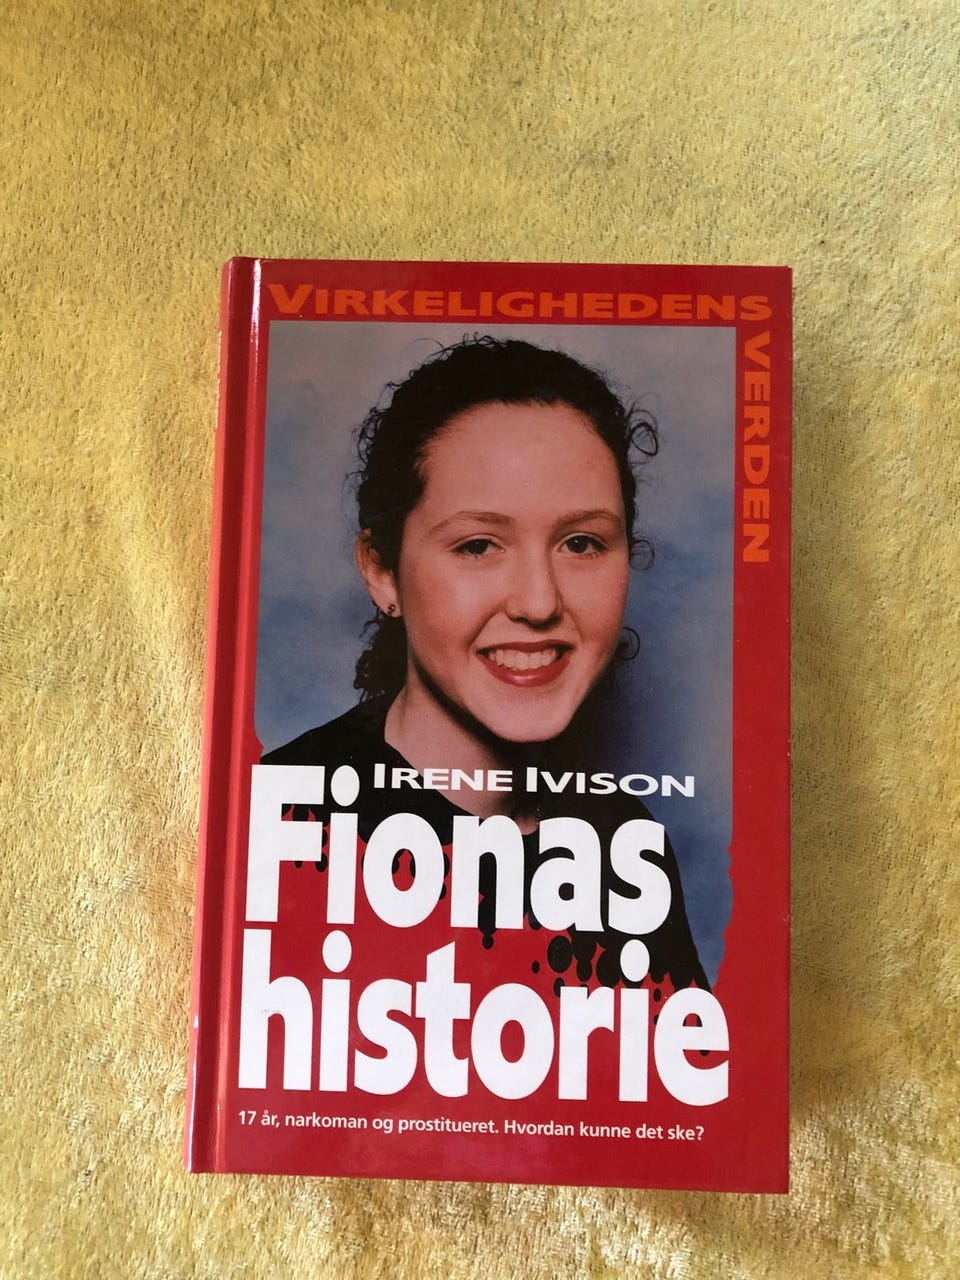 VIRKELIGHEDENS
VERDEN
IRENE IVISON
Fionas
historie
17 år, narkoman og prostitueret. Hvordan kunne det ske?